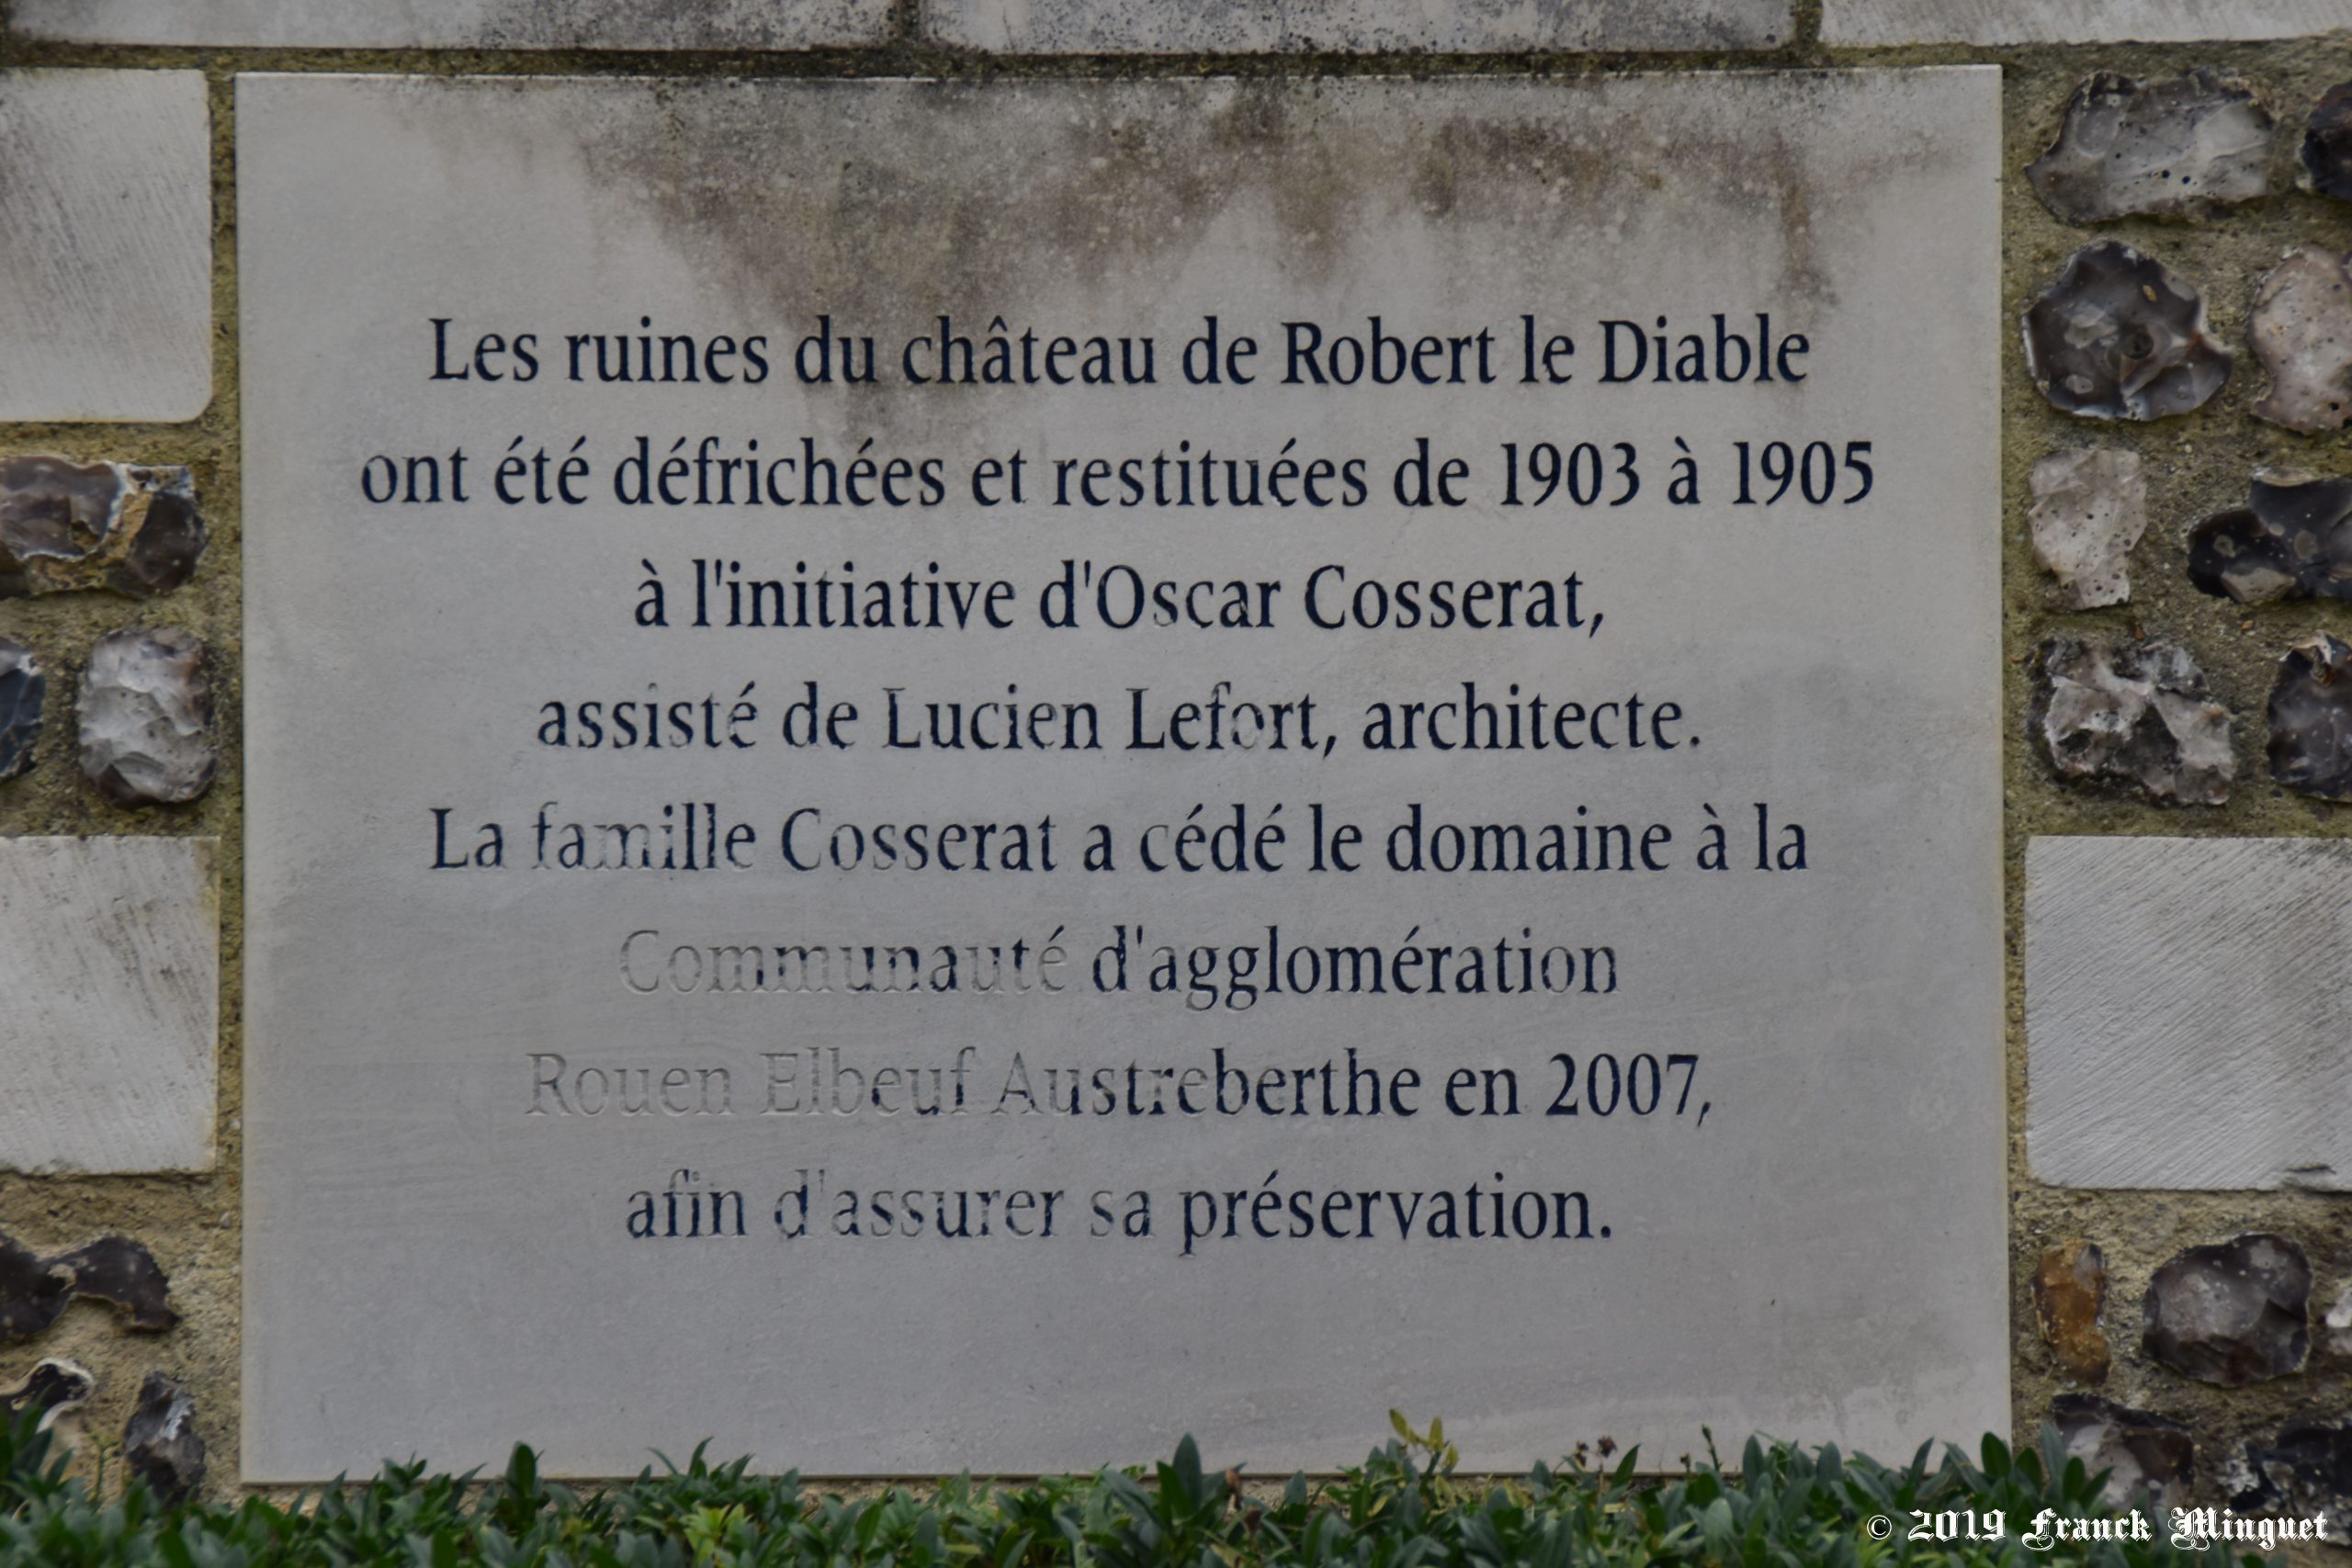 Les ruines du château de Robert le Diable
ont été défrichées et restituées de 1903 à 1905
à l'initiative d'Oscar Cosserat,
assisté de Lucien Lefort, architecte.
La famille Cosserat a cédé le domaine à la
Communauté d'agglomération
Rouen Elbeuf Austreberthe en 2007,
afin d'assurer sa préservation.
© 2019 Franck Minguet